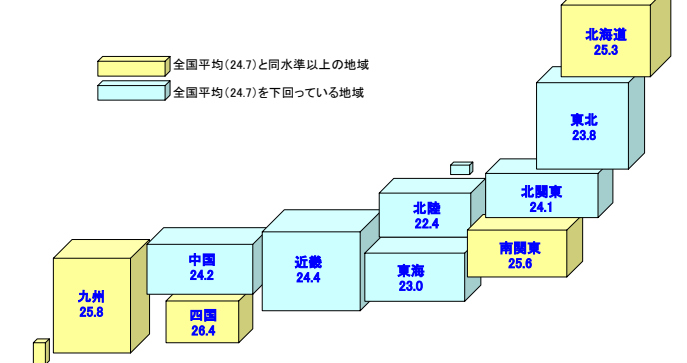 北海道
25.3
全国平均(24.7)と同水準以上の地域
全国平均(24.7)を下回っている地域
東北
23.8
北関東
24.1
北陸
22.4
南関東
25.6
中国
24.2
近畿
24.4
東海
23.0
九州
25.8
四国
26.4